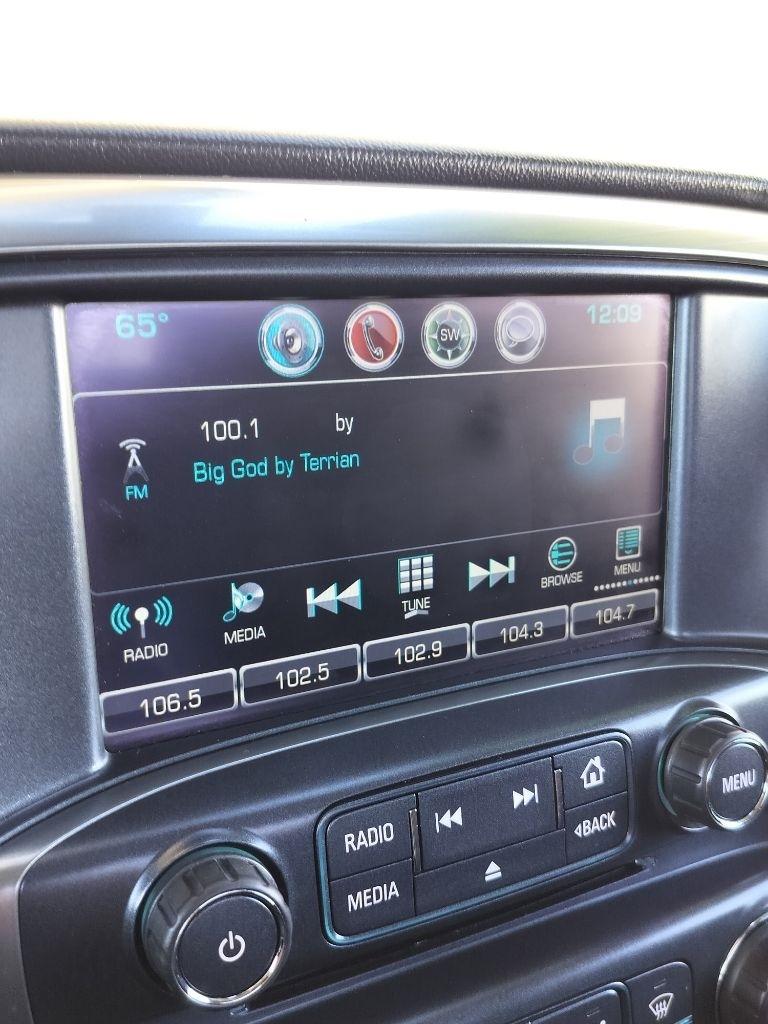 65° SW 12:09
100.1 by
Big God by Terrian
FM
RADIO MEDIA TUNE BROWSE MENU
106.5 102.5 102.9 104.3 104.7
RADIO
MEDIA
BACK
MENU